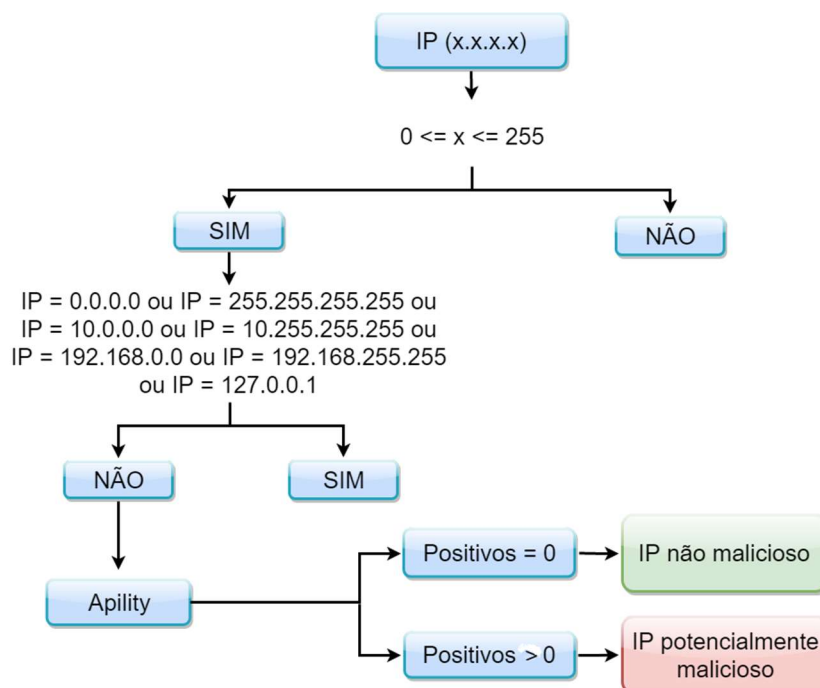 IP (x.x.x.x)
0 <= x <= 255
SIM
NÃO
IP = 0.0.0.0 ou IP = 255.255.255.255 ou
IP = 10.0.0.0 ou IP = 10.255.255.255 ou
IP = 192.168.0.0 ou IP = 192.168.255.255
ou IP = 127.0.0.1
NÃO
SIM
Apility
Positivos = 0
IP não malicioso
Positivos > 0
IP potencialmente
malicioso